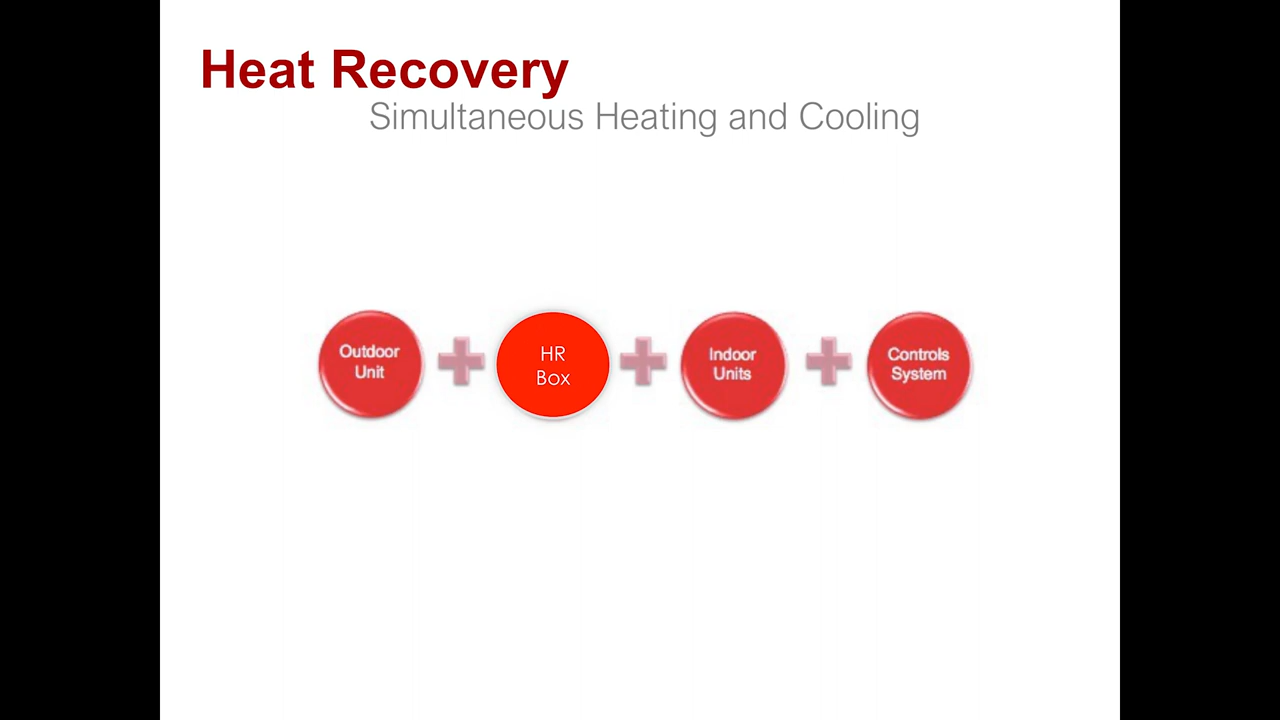 Heat Recovery
Simultaneous Heating and Cooling
Outdoor
Unit
HR
Box
Indoor
Units
Controls
System